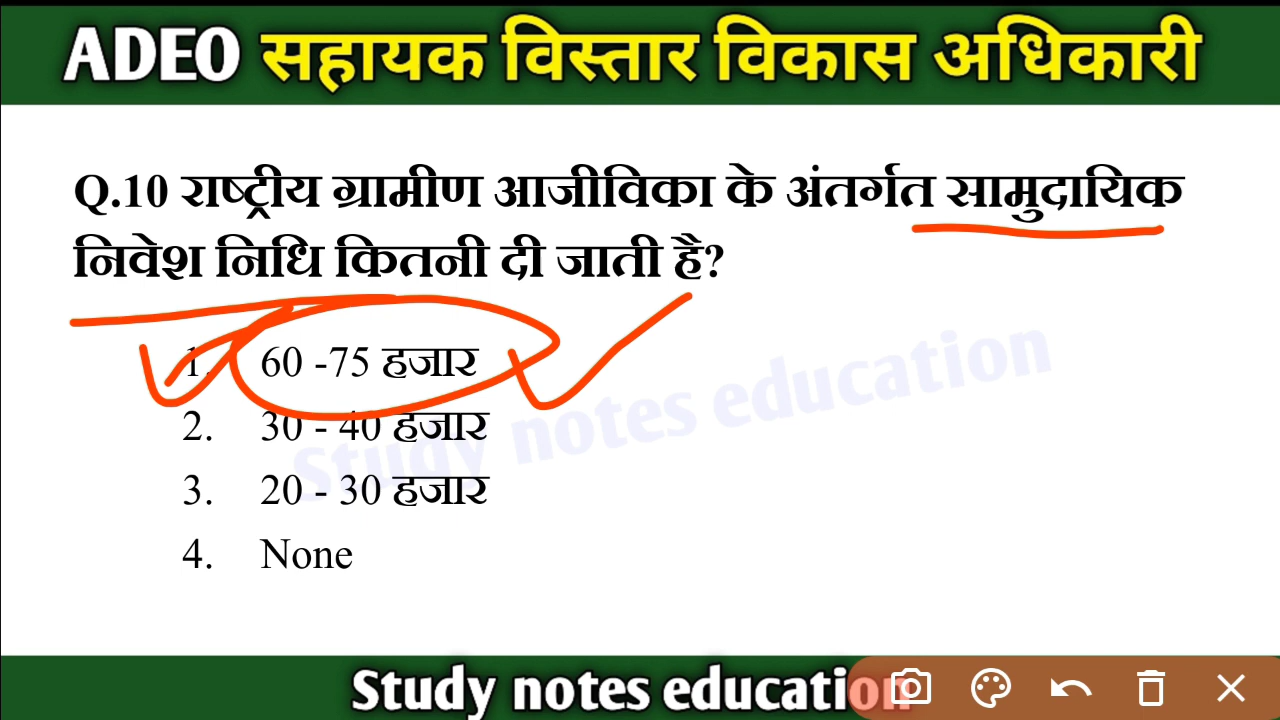 ADEO सहायक विस्तार विकास अधिकारी
Q.10 राष्ट्रीय ग्रामीण आजीविका के अंतर्गत सामुदायिक
निवेश निधि कितनी दी जाती है?
1. 60 -75 हजार
2. 30 - 40 हजार
3. 20 - 30 हजार
4. None
Study notes education
Study notes education